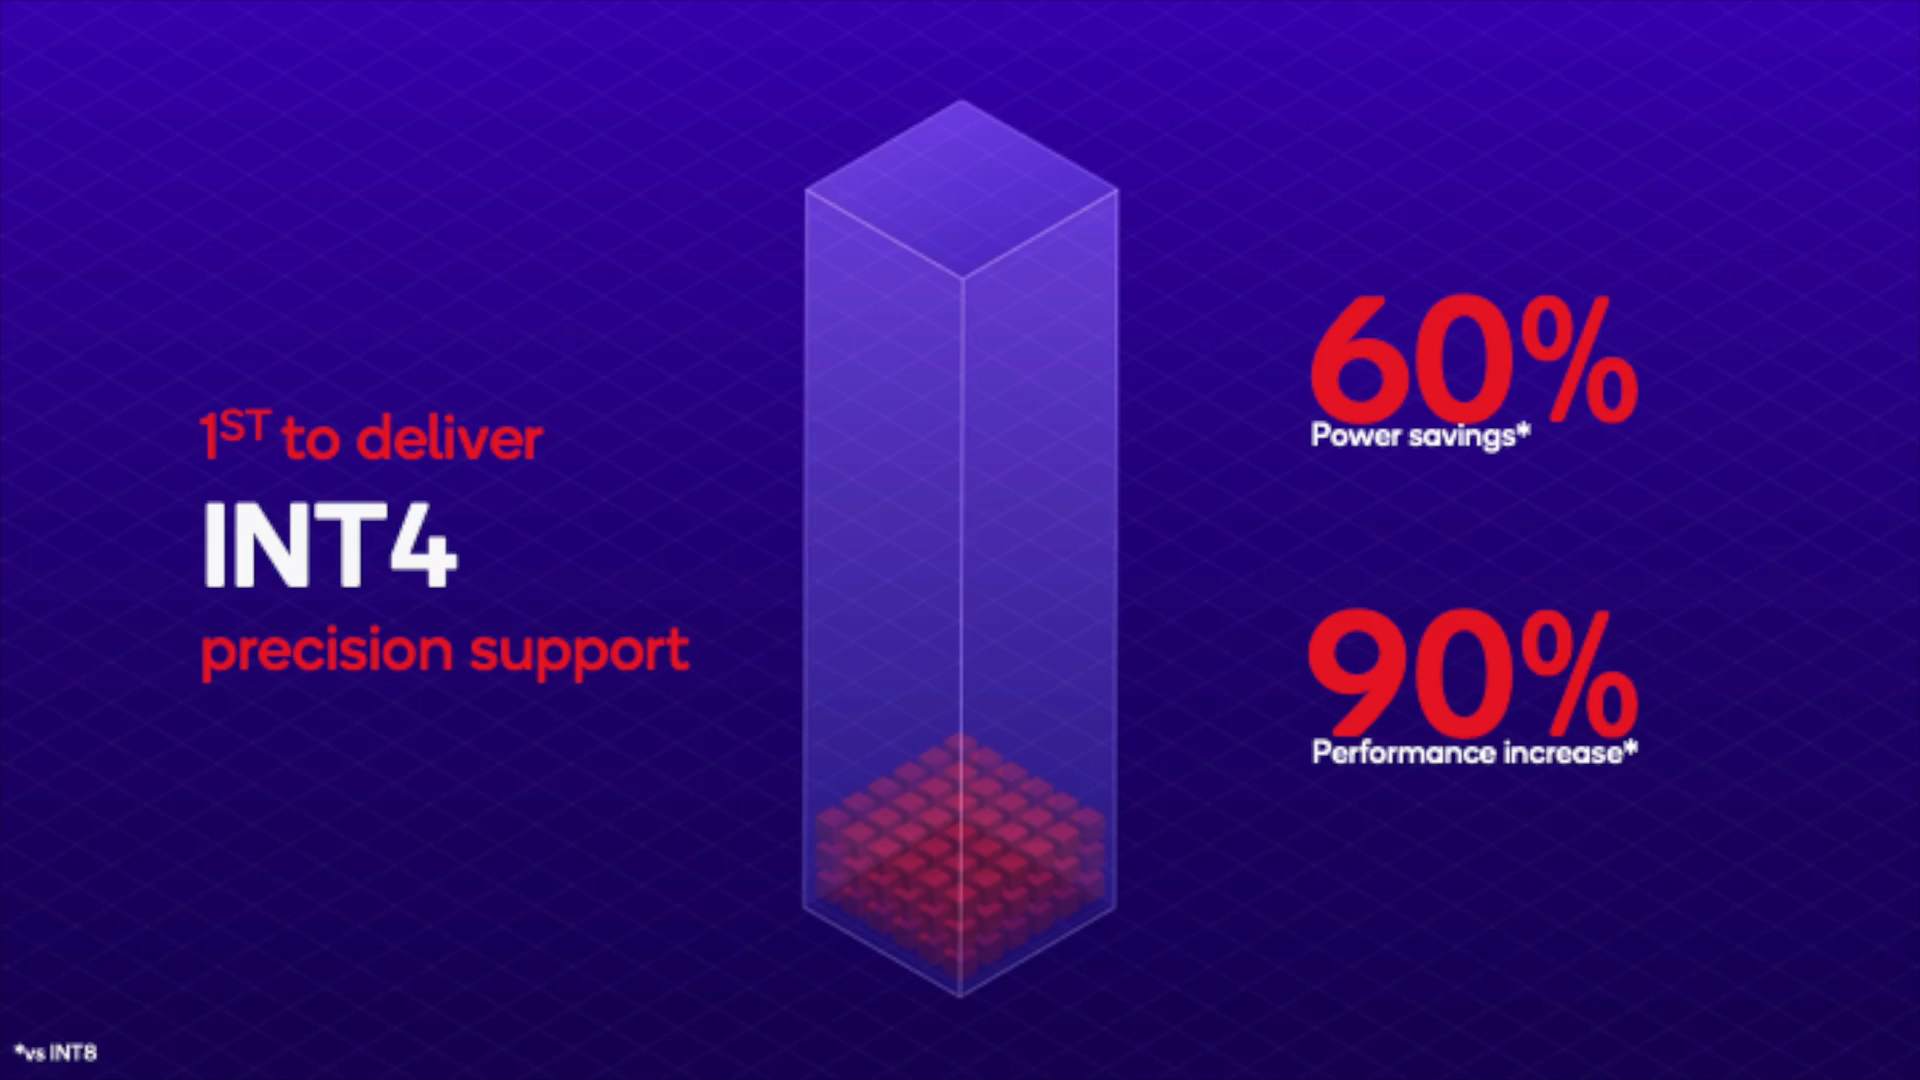 1ST to deliver
INT4
precision support
60%
Power savings*
90%
Performance increase*
*vs INT8